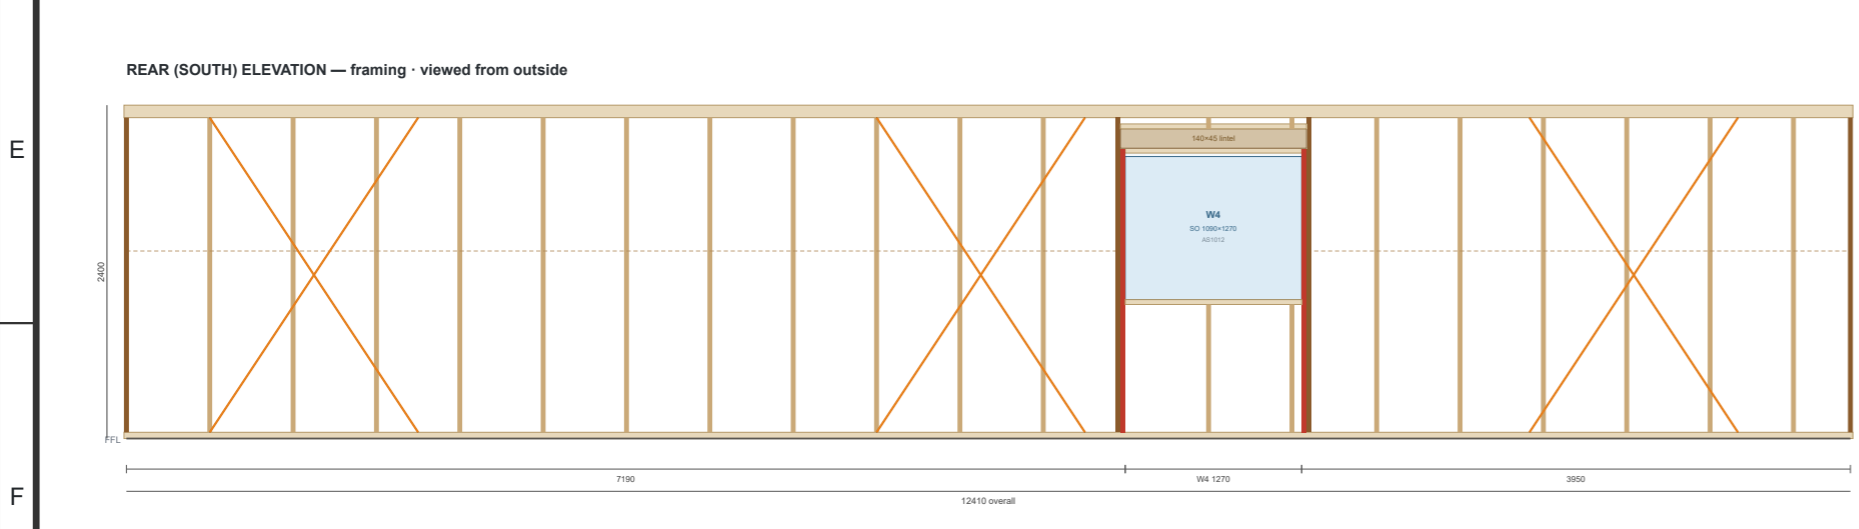 REAR (SOUTH) ELEVATION — framing · viewed from outside
E
140×45 lintel
W4
SO 1090×1270
AS1012
2400
FFL
7190
W4 1270
3950
F
12410 overall